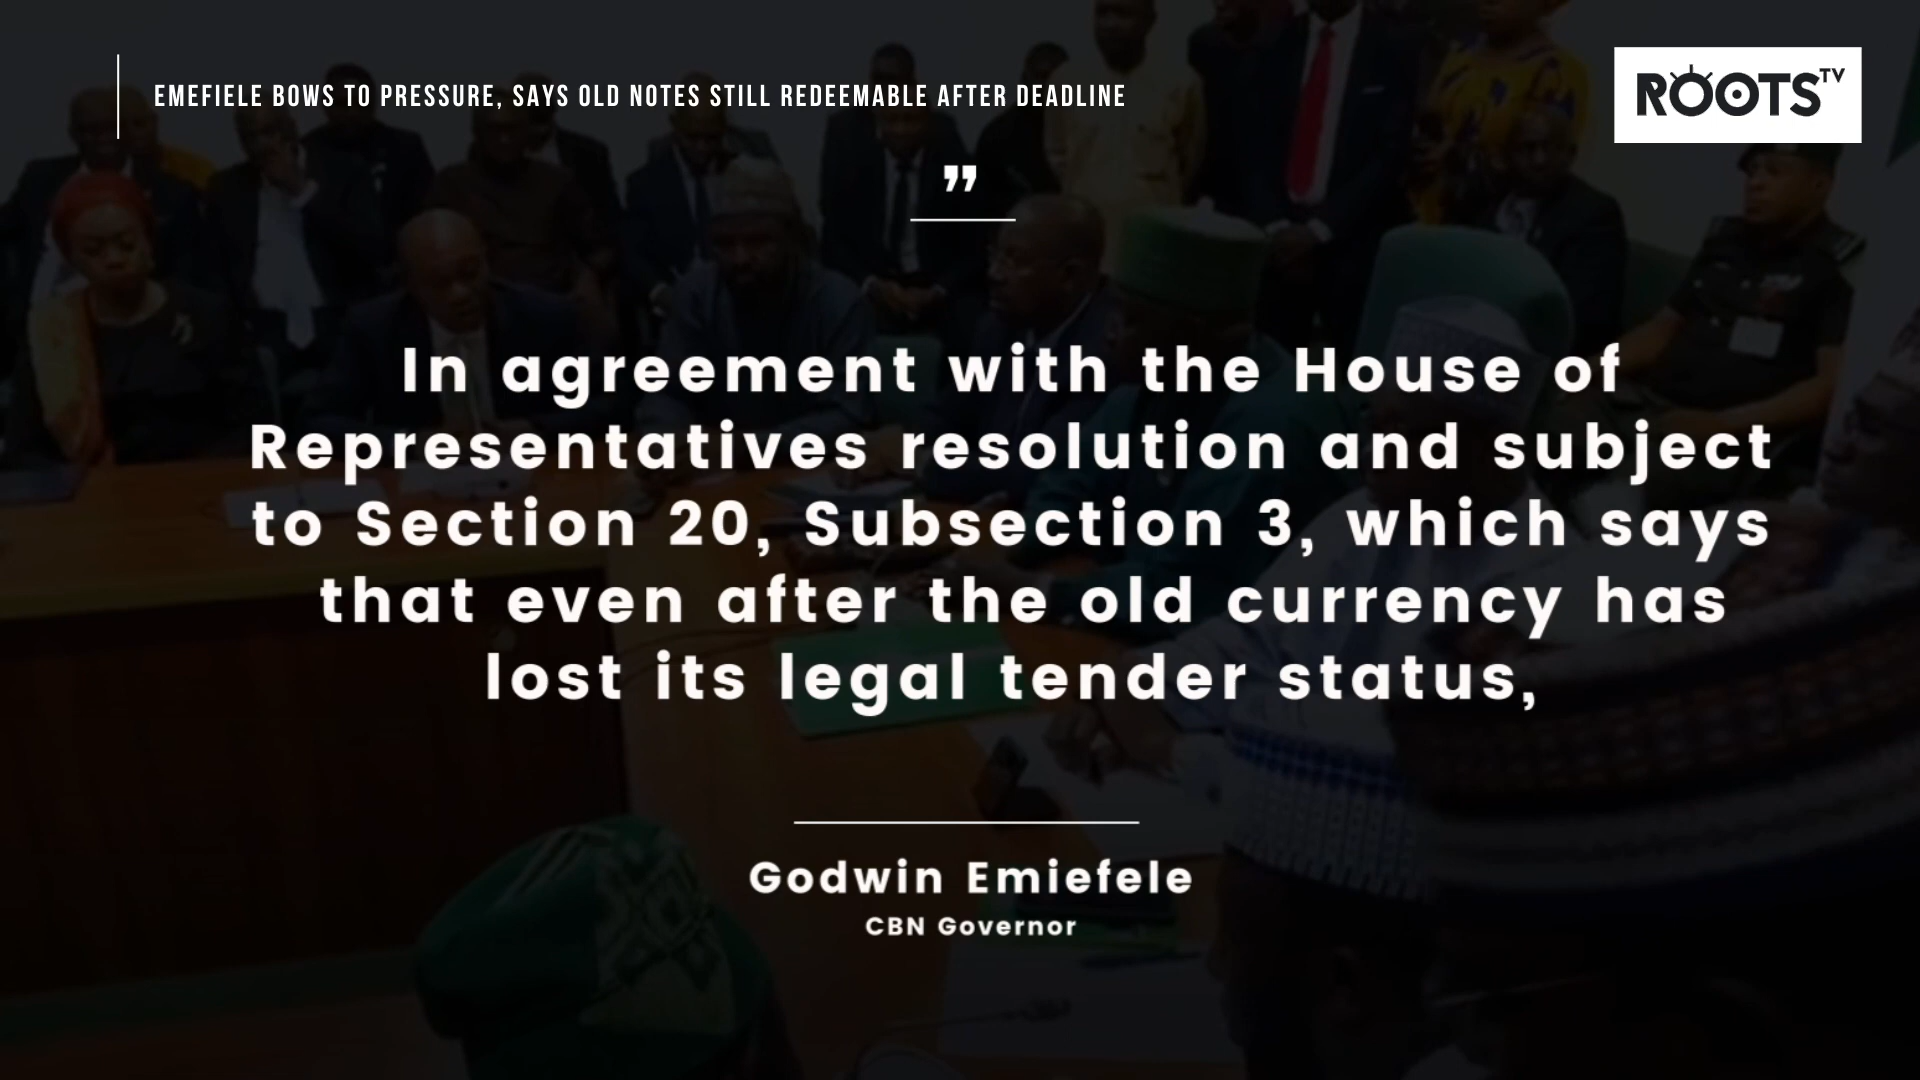 EMEFIELE BOWS TO PRESSURE, SAYS OLD NOTES STILL REDEEMABLE AFTER DEADLINE
ROOTS TV
”
In agreement with the House of
Representatives resolution and subject
to Section 20, Subsection 3, which says
that even after the old currency has
lost its legal tender status,
Godwin Emiefele
CBN Governor